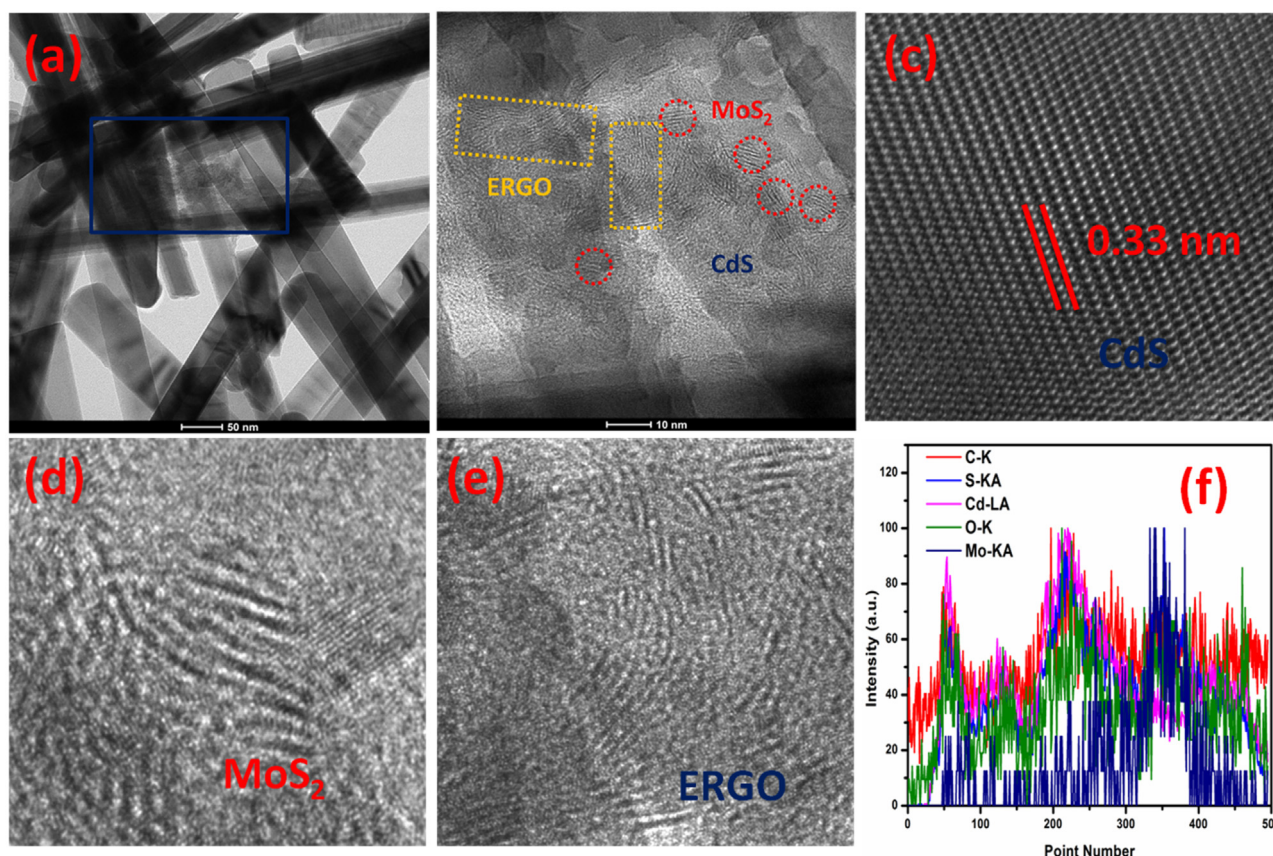 (a)
50 nm
MoS₂
ERGO
CdS
10 nm
(c)
0.33 nm
CdS
(d)
MoS₂
(e)
ERGO
(f)
C-K
S-KA
Cd-LA
O-K
Mo-KA
120
100
80
60
40
20
0
Intensity (a.u.)
0 100 200 300 400 500
Point Number